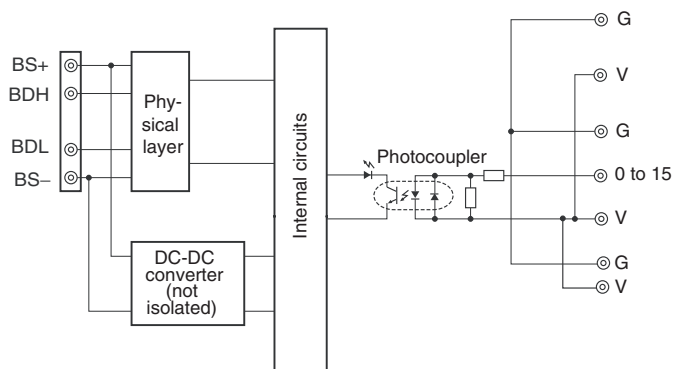 BS+
BDH
BDL
BS–
Phy-
sical
layer
DC-DC
converter
(not
isolated)
Internal circuits
Photocoupler
G
V
G
0 to 15
V
G
V